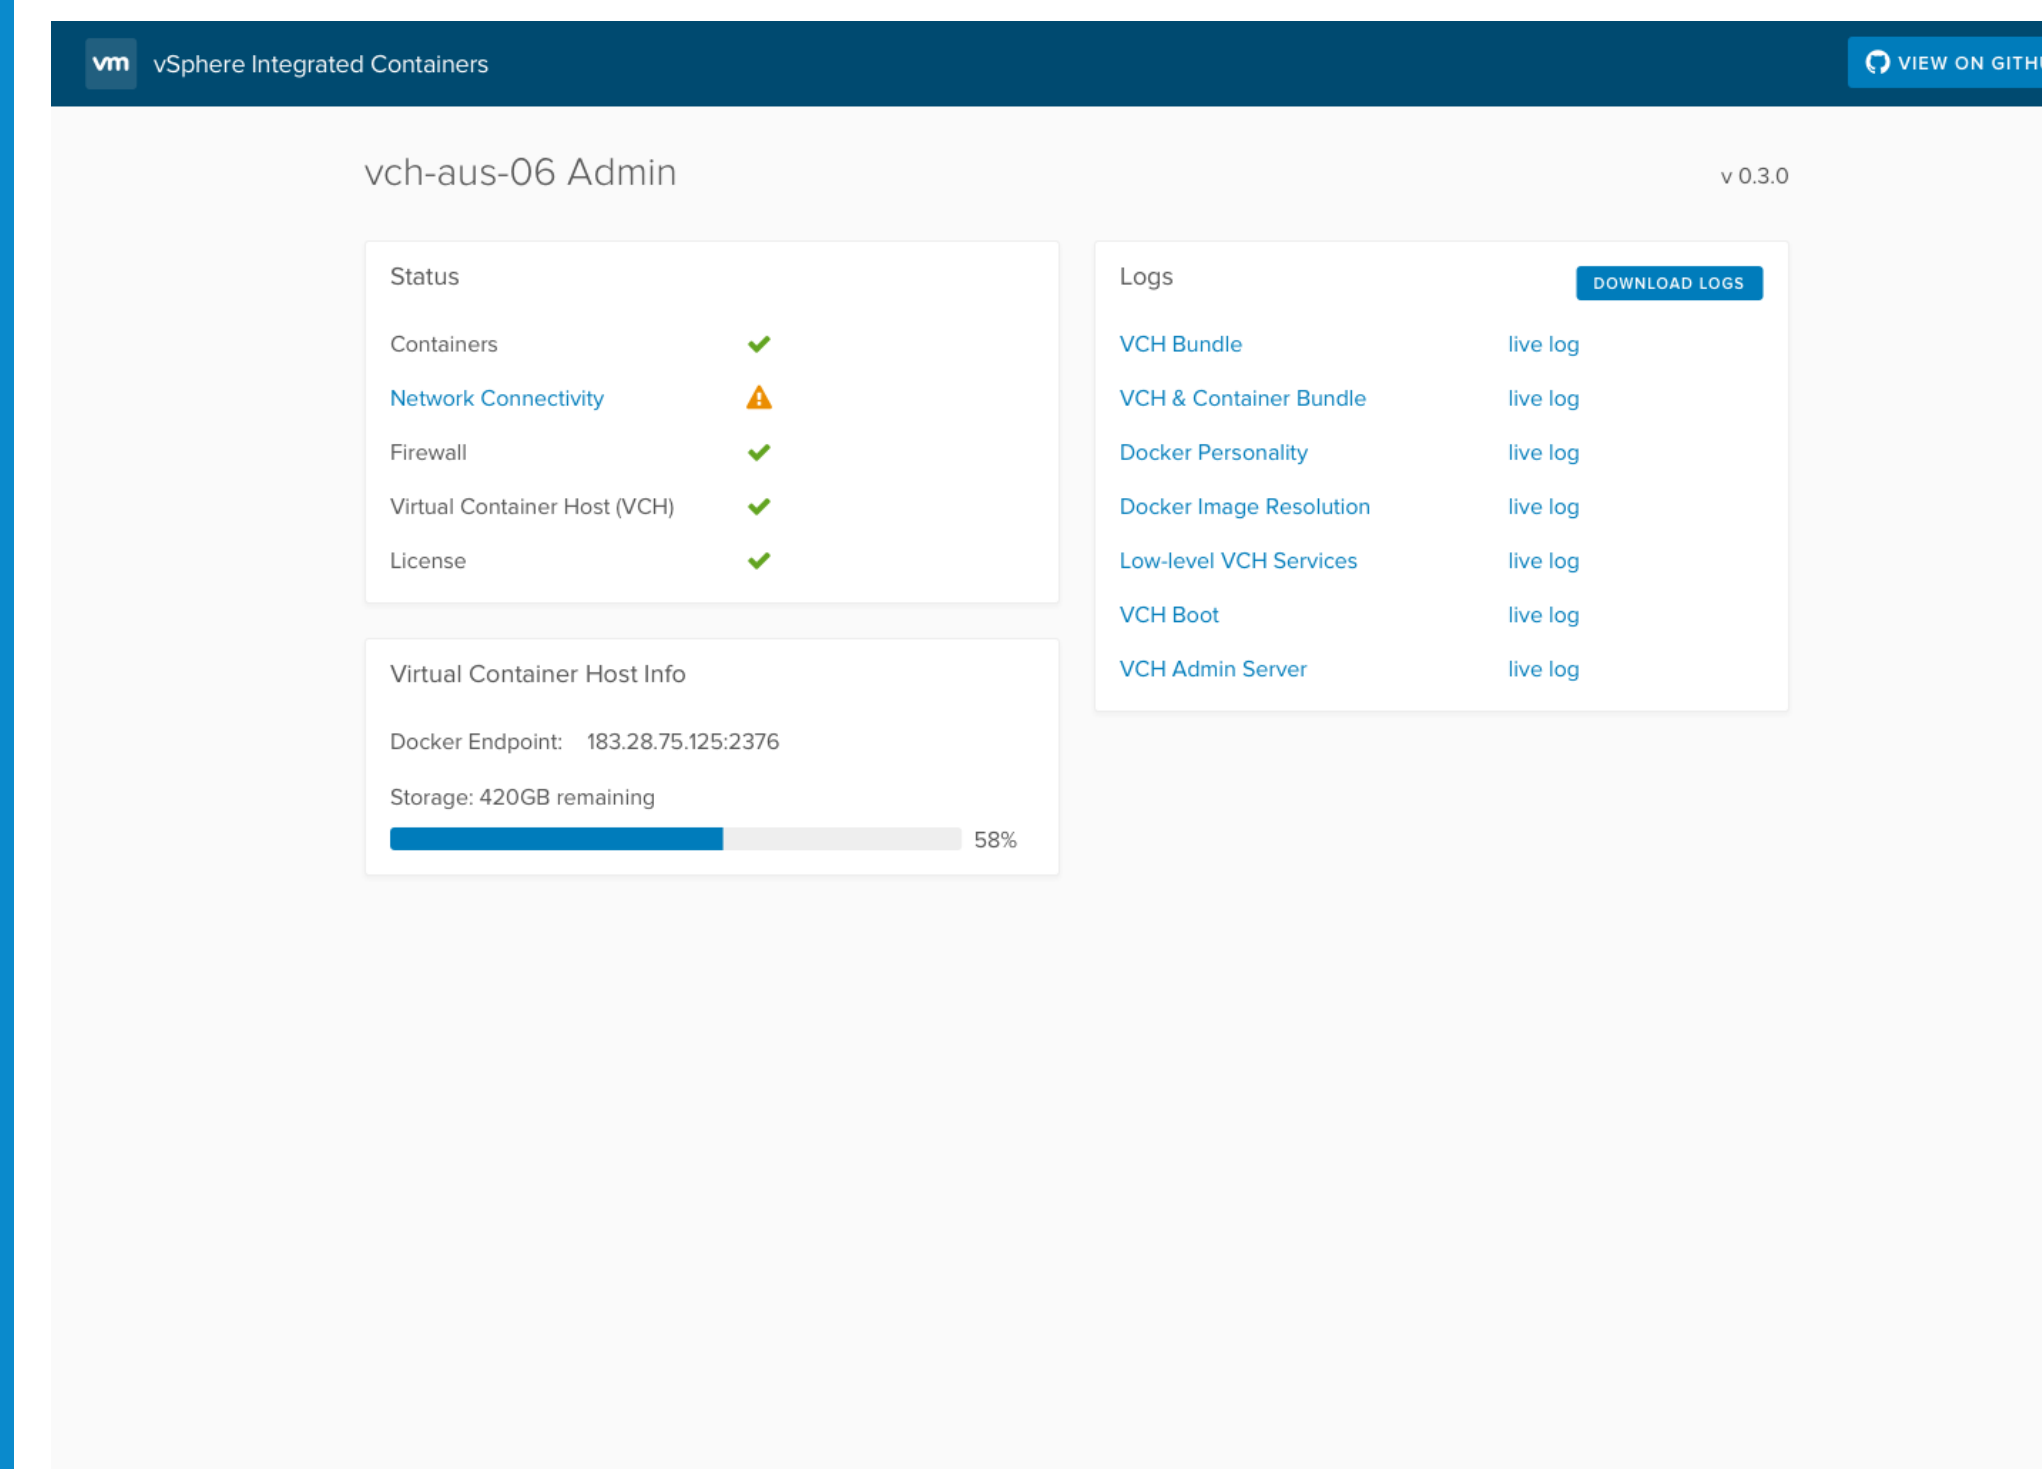 vm vSphere Integrated Containers
VIEW ON GITH
vch-aus-06 Admin
v 0.3.0
Status
Containers
Network Connectivity
Firewall
Virtual Container Host (VCH)
License
Virtual Container Host Info
Docker Endpoint: 183.28.75.125:2376
Storage: 420GB remaining
58%
Logs
DOWNLOAD LOGS
VCH Bundle live log
VCH & Container Bundle live log
Docker Personality live log
Docker Image Resolution live log
Low-level VCH Services live log
VCH Boot live log
VCH Admin Server live log